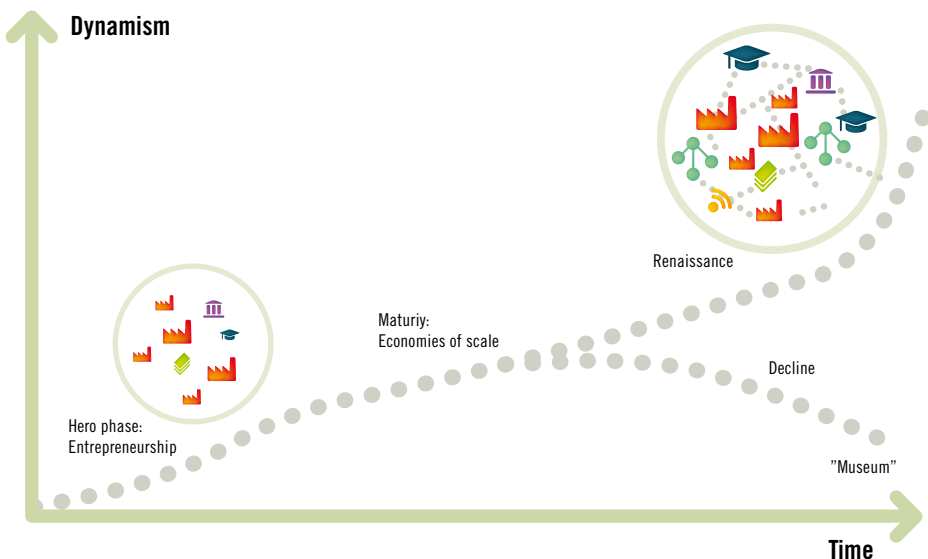 Dynamism
Renaissance
Maturiy:
Economies of scale
Decline
Hero phase:
Entrepreneurship
”Museum”
Time